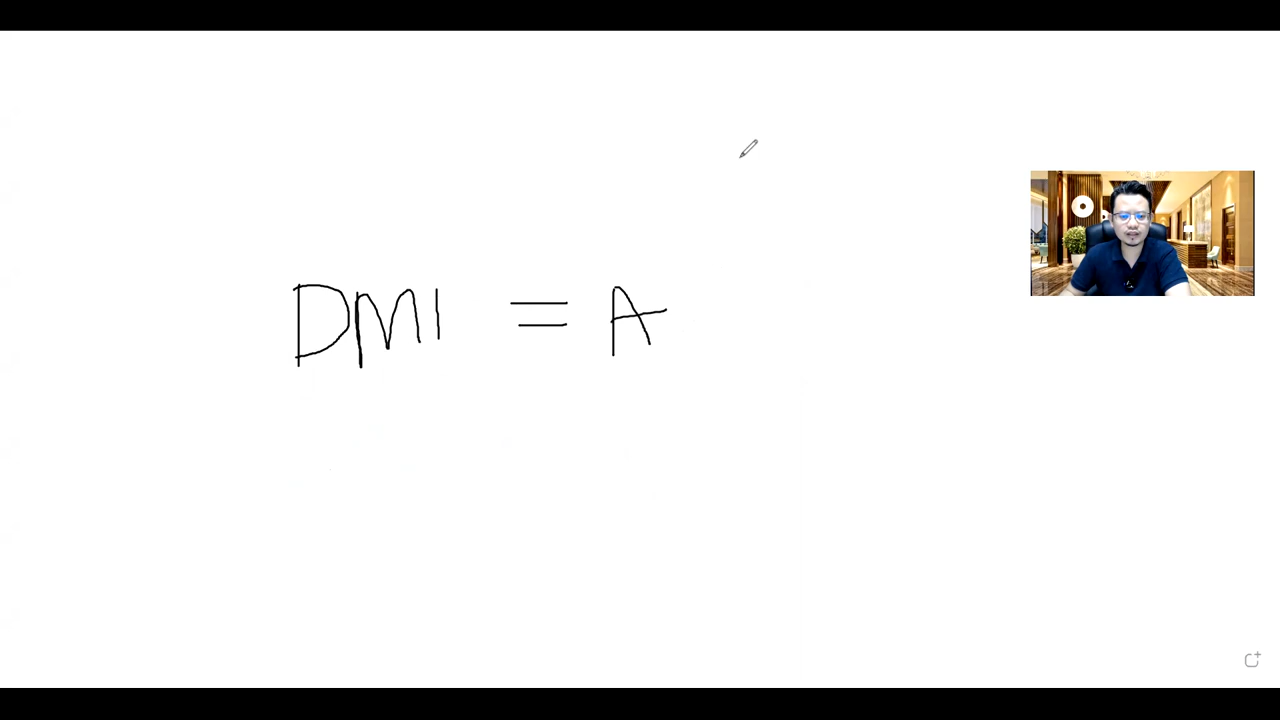 DMI = A